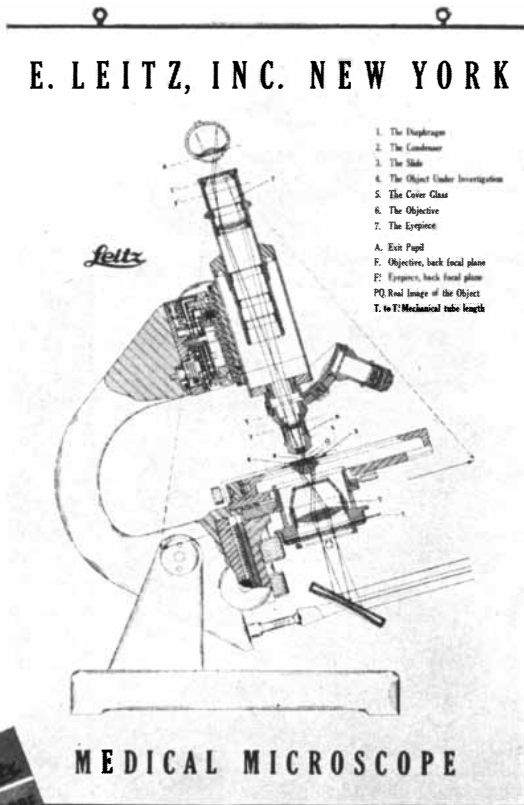 E. LEITZ, INC. NEW YORK
1. The Diaphragm
2. The Condenser
3. The Slide
4. The Object Under Investigation
5. The Cover Glass
6. The Objective
7. The Eyepiece
A. Exit Pupil
F. Objective, back focal plane
F! Eyepiece, back focal plane
PQ. Real Image of the Object
T. to T! Mechanical tube length
Leitz
MEDICAL MICROSCOPE